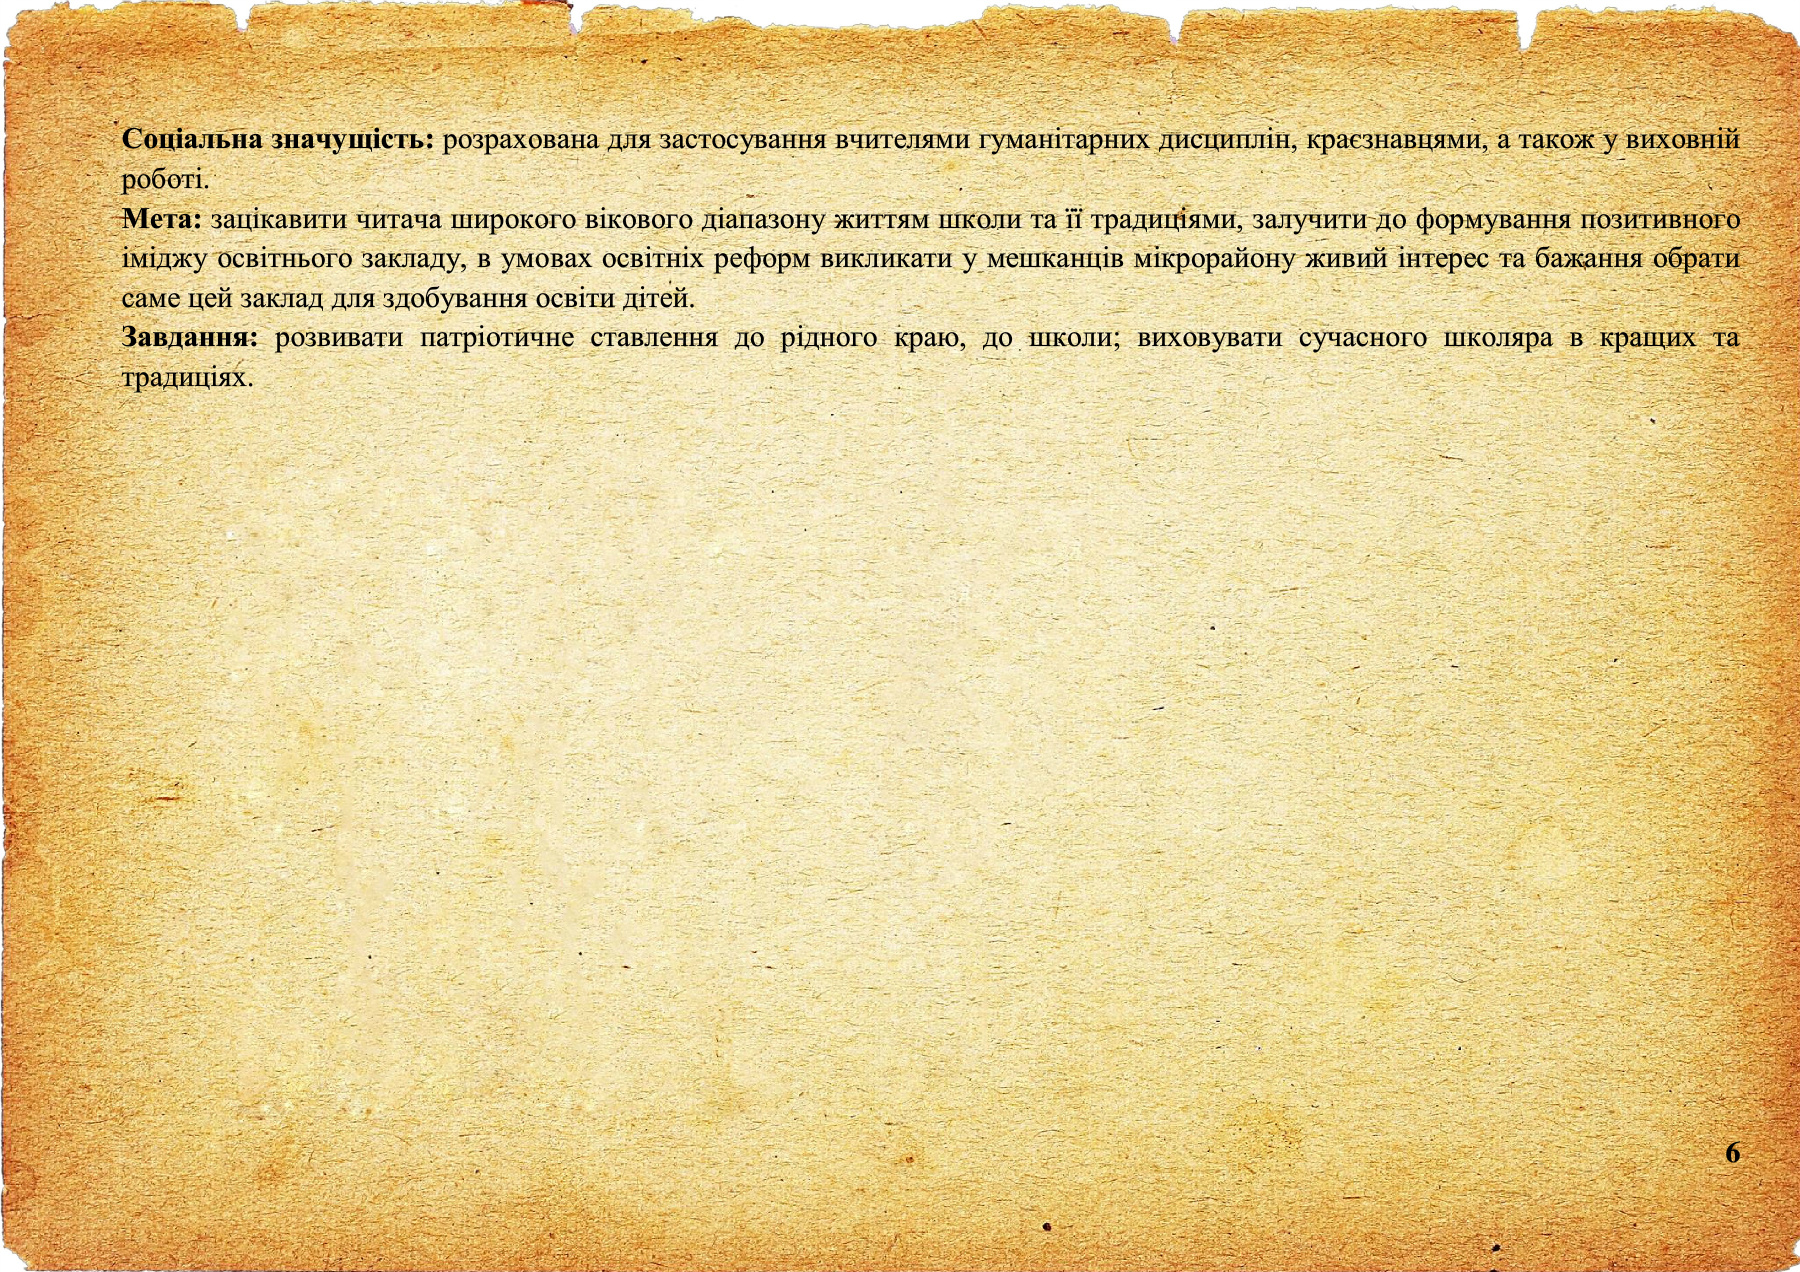 Соціальна значущість: розрахована для застосування вчителями гуманітарних дисциплін, краєзнавцями, а також у виховній
роботі.
Мета: зацікавити читача широкого вікового діапазону життям школи та її традиціями, залучити до формування позитивного
іміджу освітнього закладу, в умовах освітніх реформ викликати у мешканців мікрорайону живий інтерес та бажання обрати
саме цей заклад для здобування освіти дітей.
Завдання: розвивати патріотичне ставлення до рідного краю, до школи; виховувати сучасного школяра в кращих та
традиціях.
6